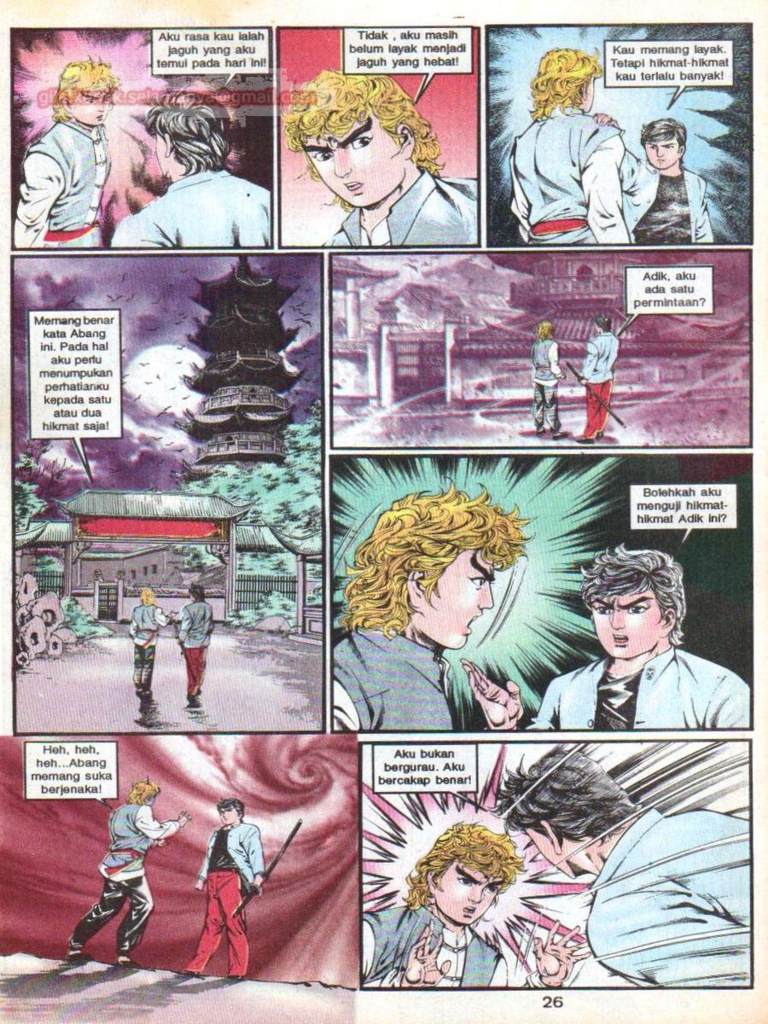 Aku rasa kau ialah
jaguh yang aku
temui pada hari ini!
Tidak , aku masih
belum layak menjadi
jaguh yang hebat!
Kau memang layak.
Tetapi hikmat-hikmat
kau terlalu banyak!
Memang benar
kata Abang
ini. Pada hal
aku perlu
menumpukan
perhatianku
kepada satu
atau dua
hikmat saja!
Adik, aku
ada satu
permintaan?
Bolehkah aku
menguji hikmat-
hikmat Adik ini?
Heh, heh,
heh...Abang
memang suka
berjenaka!
Aku bukan
bergurau. Aku
bercakap benar!
26